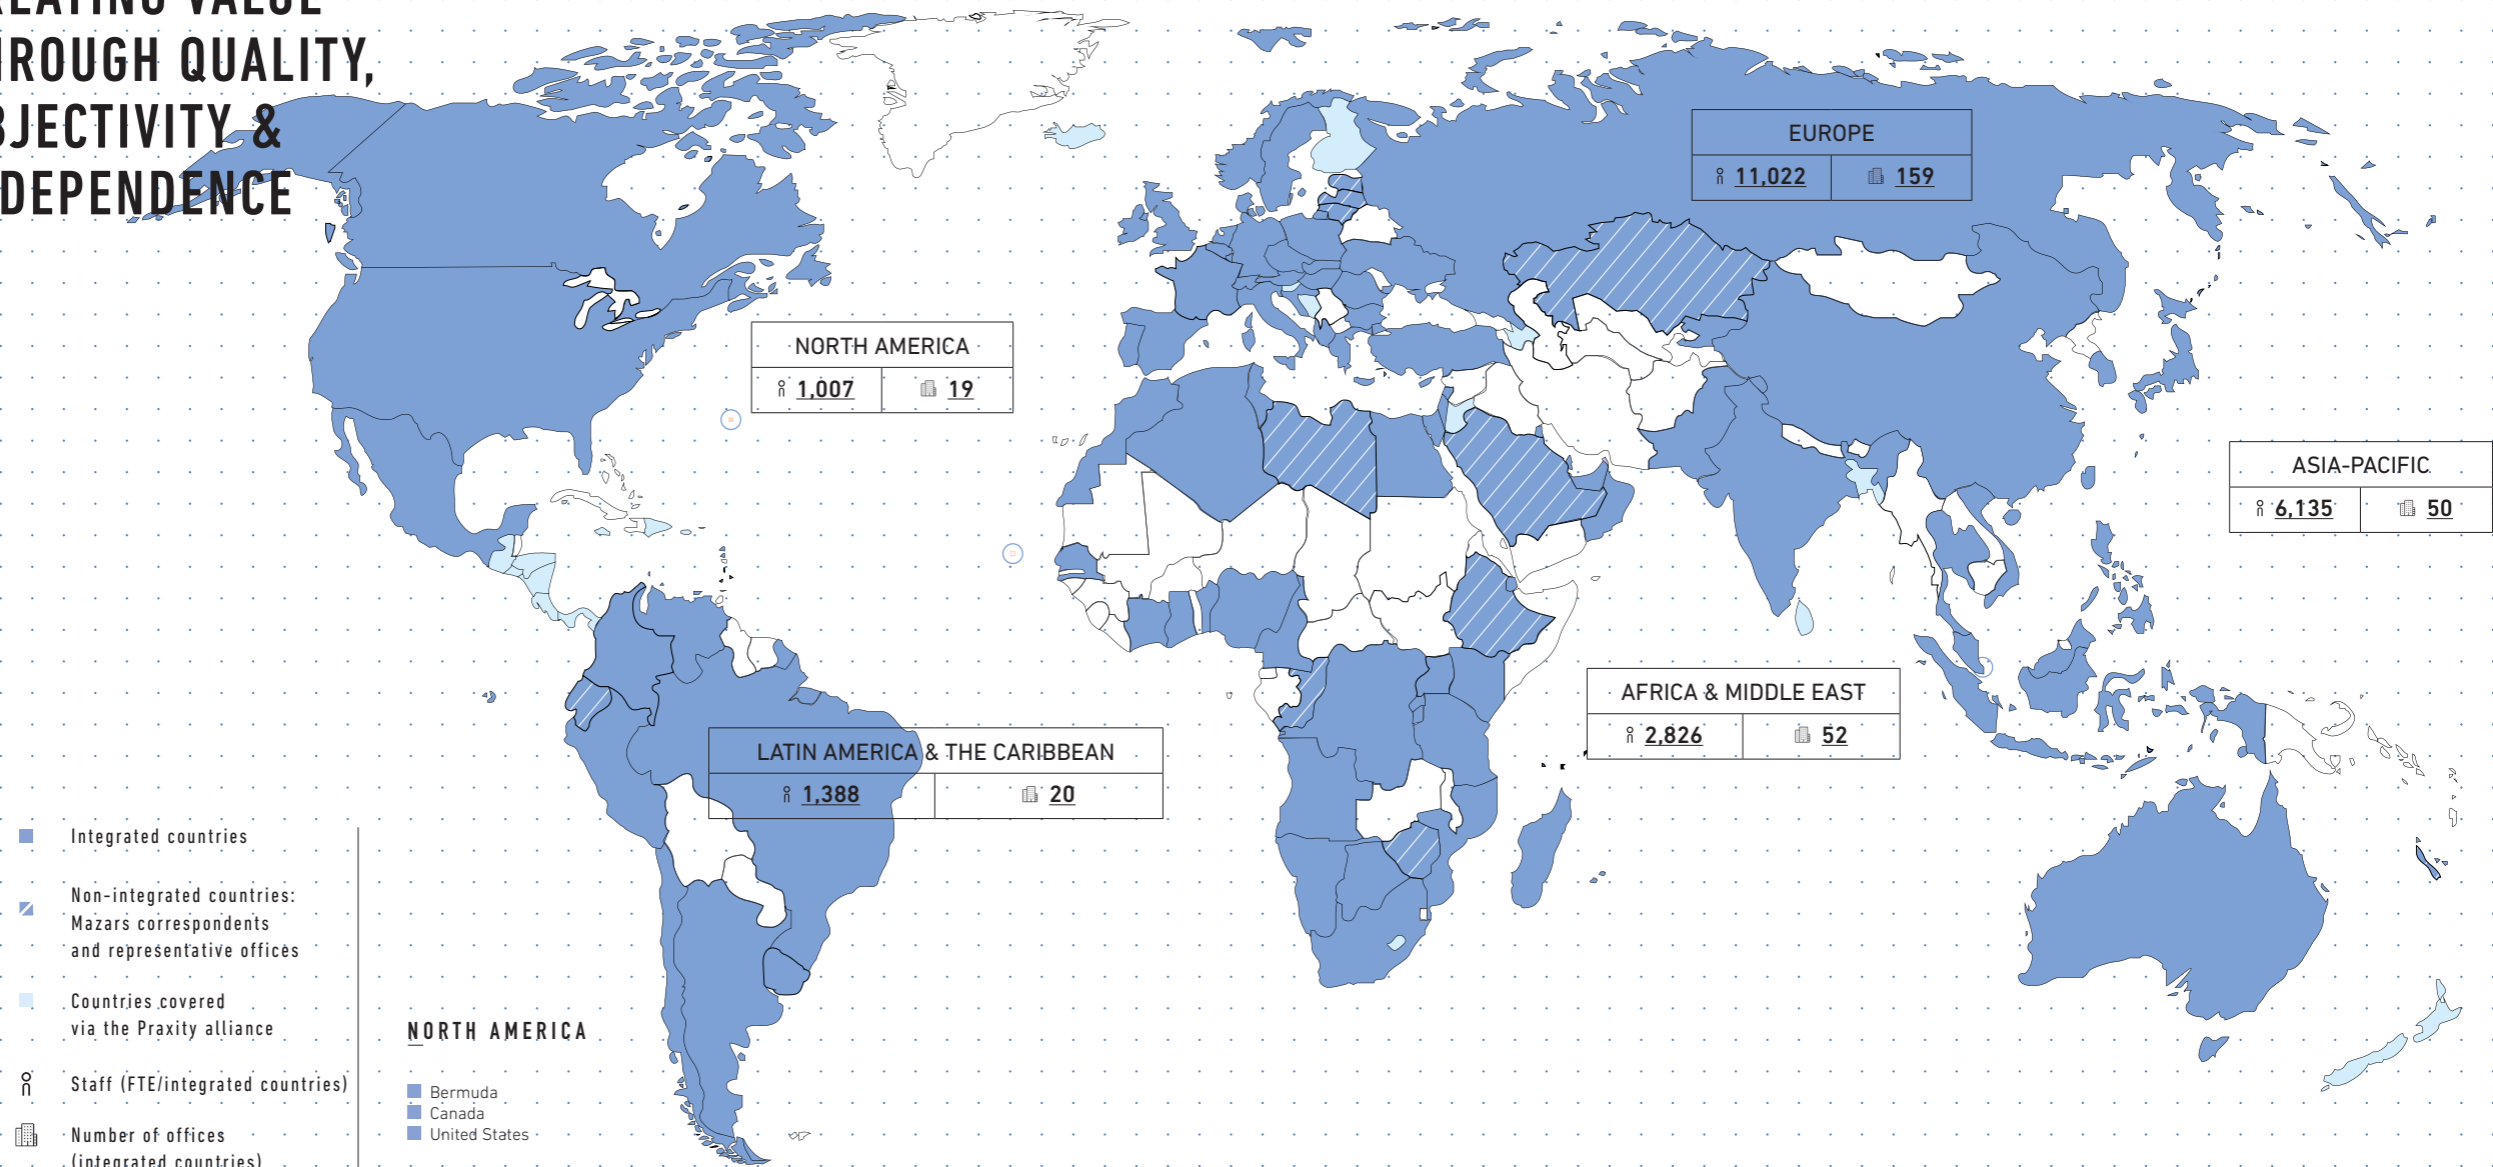 THROUGH QUALITY,
OBJECTIVITY &
INDEPENDENCE
EUROPE
11,022 159
NORTH AMERICA
1,007 19
ASIA-PACIFIC
6,135 50
AFRICA & MIDDLE EAST
2,826 52
LATIN AMERICA & THE CARIBBEAN
1,388 20
Integrated countries
Non-integrated countries:
Mazars correspondents
and representative offices
Countries covered
via the Praxity alliance
Staff (FTE/integrated countries)
Number of offices
(integrated countries)
NORTH AMERICA
Bermuda
Canada
United States